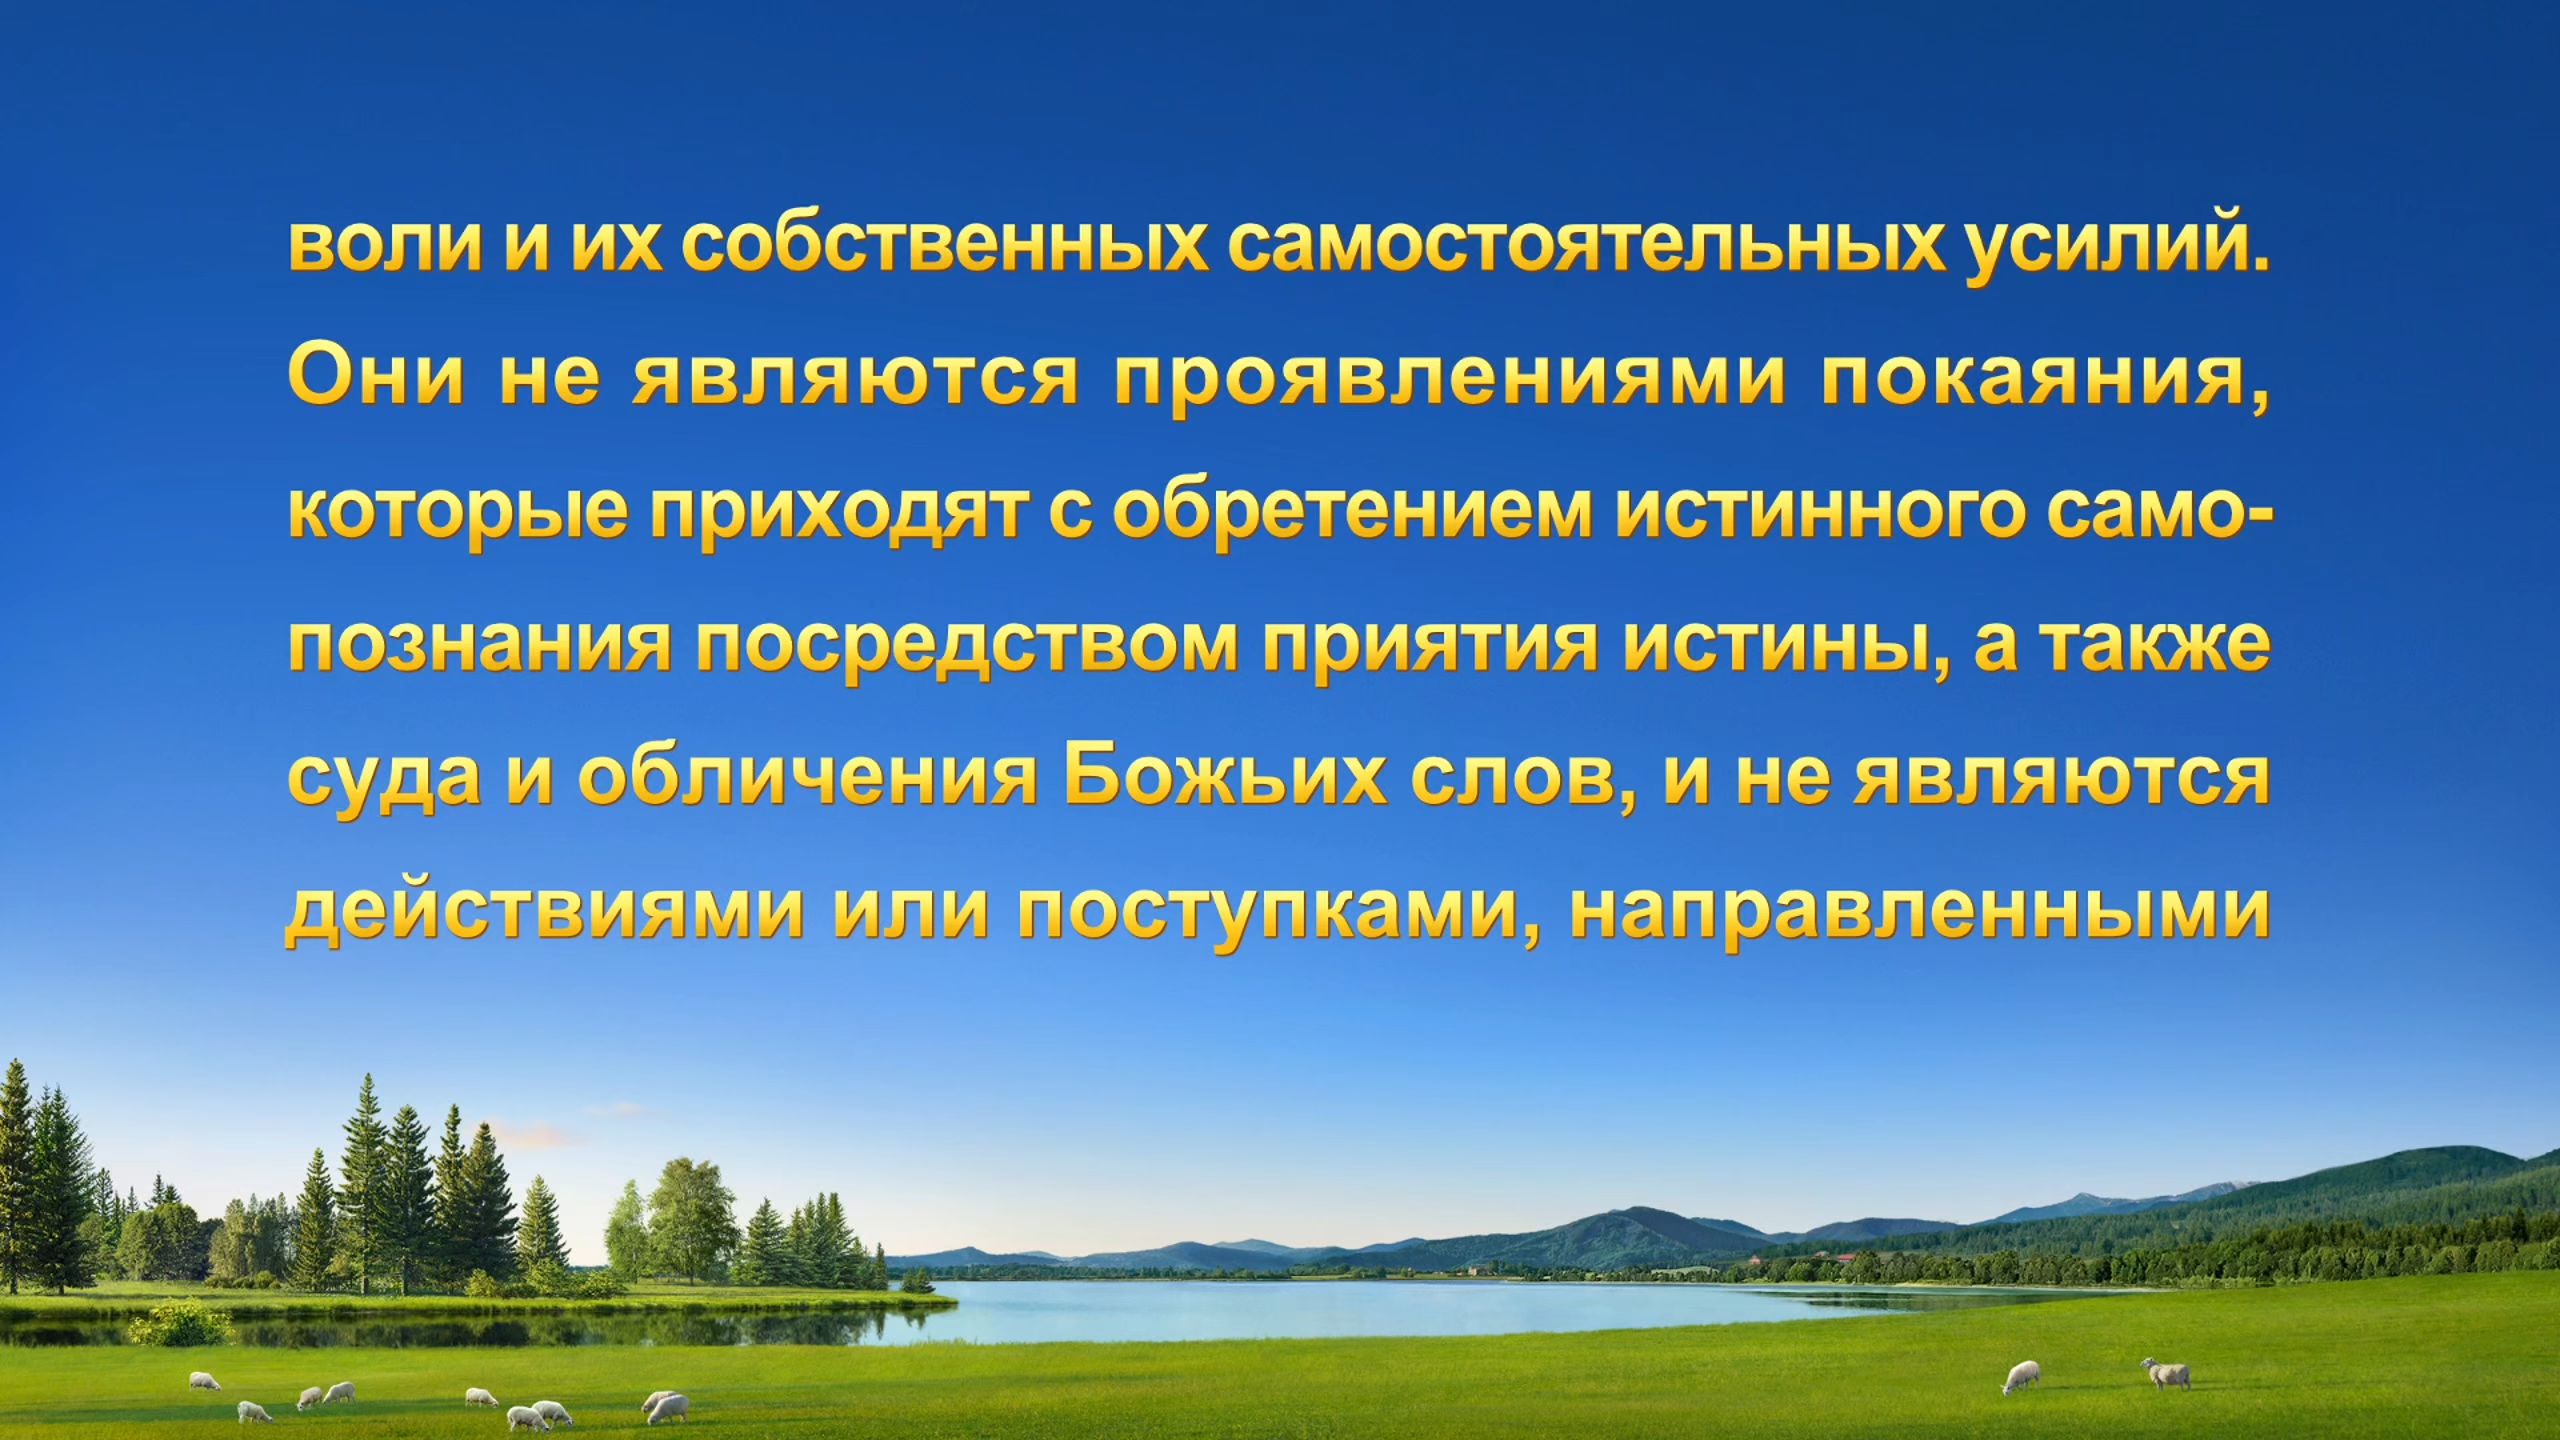 воли и их собственных самостоятельных усилий.
Они не являются проявлениями покаяния,
которые приходят с обретением истинного само-
познания посредством приятия истины, а также
суда и обличения Божьих слов, и не являются
действиями или поступками, направленными